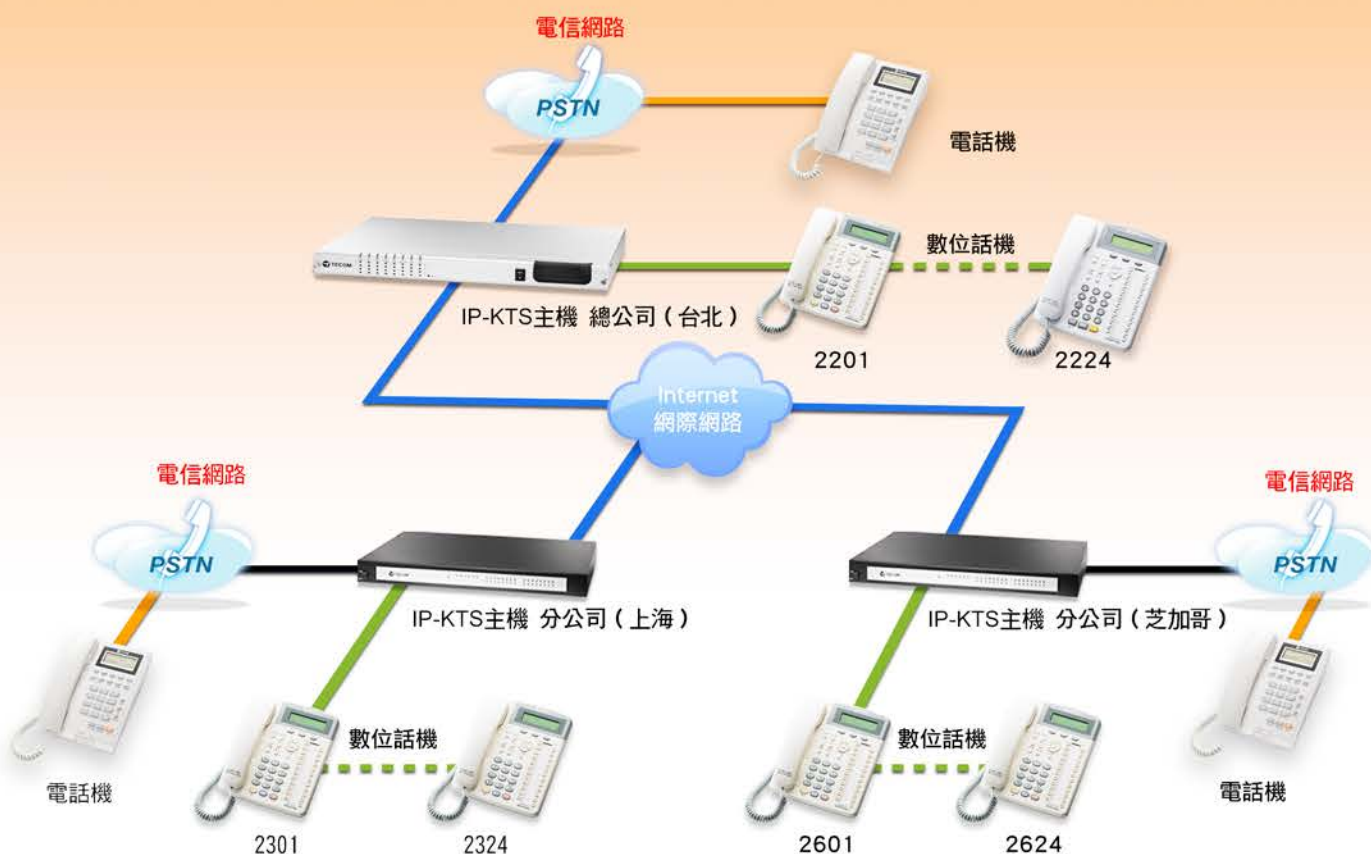 電信網路
PSTN
電話機
TECOM
數位話機
IP-KTS主機 總公司（台北）
2201
2224
Internet
網際網路
電信網路
PSTN
電信網路
PSTN
TECOM
TECOM
IP-KTS主機 分公司（上海）
IP-KTS主機 分公司（芝加哥）
電話機
數位話機
數位話機
電話機
2301
2324
2601
2624